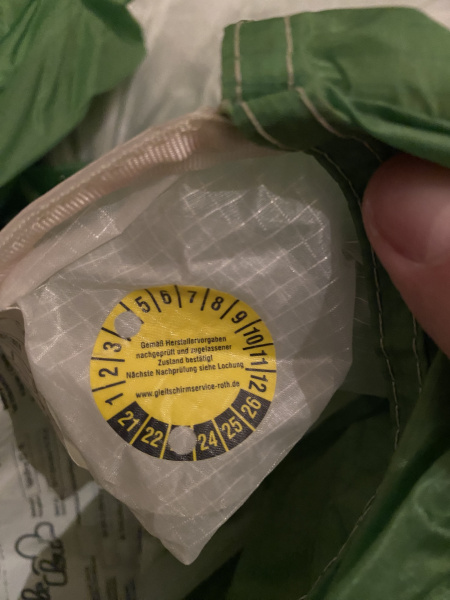 5 6 7 8 9 10 11 12
1 2 3
Gemäß Herstellervorgaben
nachgeprüft und zugelassener
Zustand bestätigt
Nächste Nachprüfung siehe Lochung
www.gleitschirmservice-roth.de
21 22 24 25 26